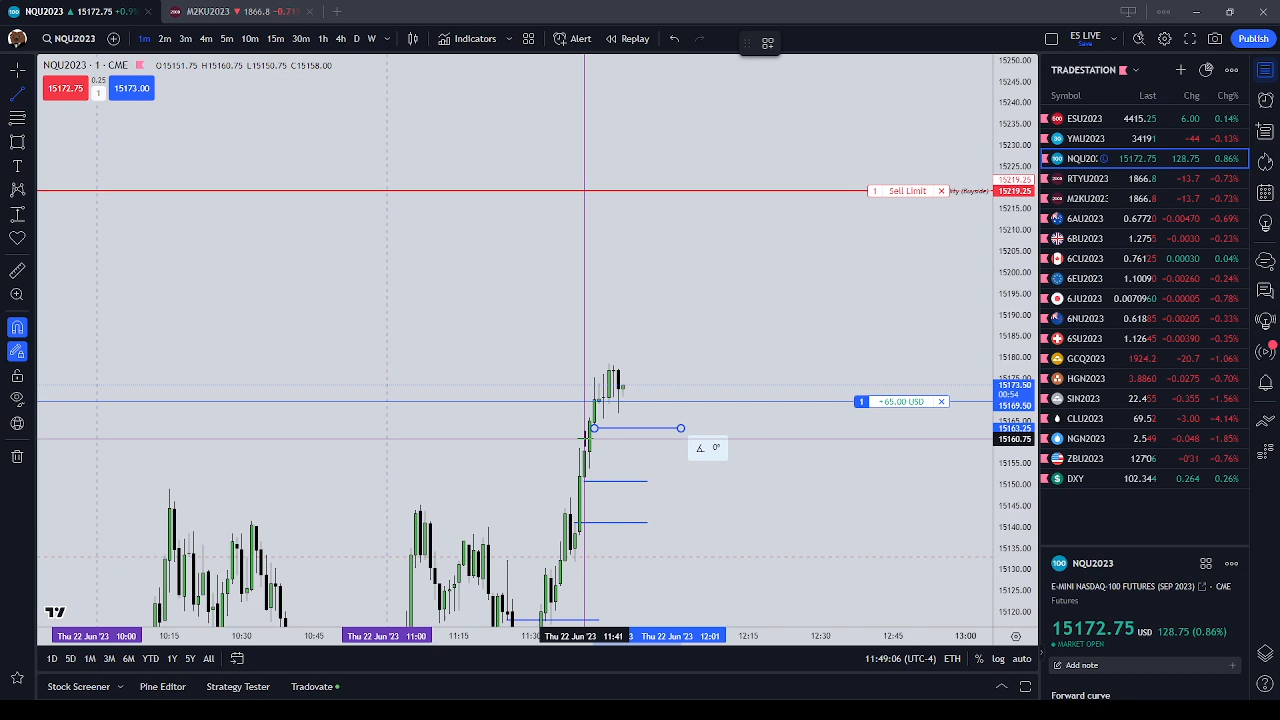 NQU2023 ▲ 15172.75 +0.9%
M2KU2023 ▼ 1866.8 −0.71%
NQU2023 1m 2m 3m 4m 5m 10m 15m 30m 1h 4h D W Indicators Alert Replay ES LIVE Save Publish
NQU2023 · 1 · CME O15151.75 H15160.75 L15150.75 C15158.00
15172.75 0.25 1 15173.00
15250.00
15245.00
15240.00
15235.00
15230.00
15225.00
15219.25
1 Sell Limit 15219.25
15215.00
15210.00
15205.00
15200.00
15195.00
15190.00
15185.00
15180.00
15175.00
15173.50
00:54
1 +65.00 USD 15169.50
15165.00
15163.25
15160.75
0°
15155.00
15150.00
15145.00
15140.00
15135.00
15130.00
15125.00
15120.00
Thu 22 Jun '23 10:00 10:15 10:30 10:45 Thu 22 Jun '23 11:00 11:15 11:30 Thu 22 Jun '23 11:41 Thu 22 Jun '23 12:01 12:15 12:30 12:45 13:00
1D 5D 1M 3M 6M YTD 1Y 5Y All 11:49:06 (UTC-4) ETH % log auto
Stock Screener Pine Editor Strategy Tester Tradovate
TRADESTATION
Symbol Last Chg Chg%
ESU2023 4415.25 6.00 0.14%
YMU2023 34191 −44 −0.13%
NQU20 15172.75 128.75 0.86%
RTYU2023 1866.8 −13.7 −0.73%
M2KU2023 1866.8 −13.7 −0.73%
6AU2023 0.67720 −0.00470 −0.69%
6BU2023 1.2755 −0.0030 −0.23%
6CU2023 0.76125 0.00030 0.04%
6EU2023 1.10090 −0.00260 −0.24%
6JU2023 0.0070960 −0.00005 −0.78%
6NU2023 0.61885 −0.00205 −0.33%
6SU2023 1.12645 −0.00390 −0.35%
GCQ2023 1924.2 −20.7 −1.06%
HGN2023 3.8860 −0.0275 −0.70%
SIN2023 22.455 −0.355 −1.56%
CLU2023 69.52 −3.00 −4.14%
NGN2023 2.549 −0.048 −1.85%
ZBU2023 127'06 −0'31 −0.76%
DXY 102.344 0.264 0.26%
NQU2023
E-MINI NASDAQ-100 FUTURES (SEP 2023) · CME
Futures
15172.75 USD 128.75 (0.86%)
MARKET OPEN
Add note
Forward curve